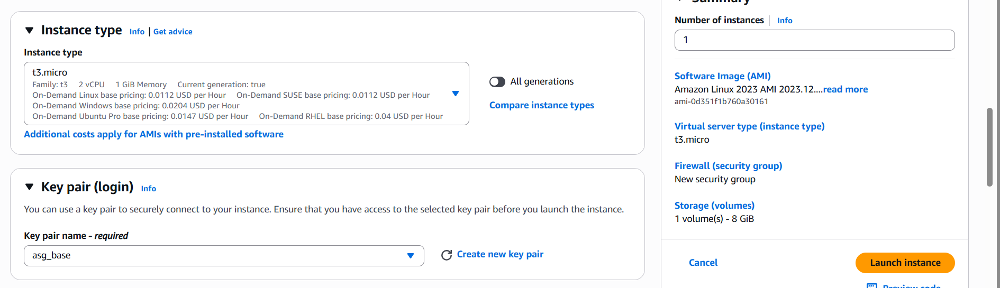 Instance type Info | Get advice
Instance type
t3.micro
Family: t3 2 vCPU 1 GiB Memory Current generation: true
On-Demand Linux base pricing: 0.0112 USD per Hour On-Demand SUSE base pricing: 0.0112 USD per Hour
On-Demand Windows base pricing: 0.0204 USD per Hour
On-Demand Ubuntu Pro base pricing: 0.0147 USD per Hour On-Demand RHEL base pricing: 0.04 USD per Hour
All generations
Compare instance types
Additional costs apply for AMIs with pre-installed software
Key pair (login) Info
You can use a key pair to securely connect to your instance. Ensure that you have access to the selected key pair before you launch the instance.
Key pair name - required
asg_base
Create new key pair
Summary
Number of instances Info
1
Software Image (AMI)
Amazon Linux 2023 AMI 2023.12....read more
ami-0d351f1b760a30161
Virtual server type (instance type)
t3.micro
Firewall (security group)
New security group
Storage (volumes)
1 volume(s) - 8 GiB
Cancel
Launch instance
Preview code